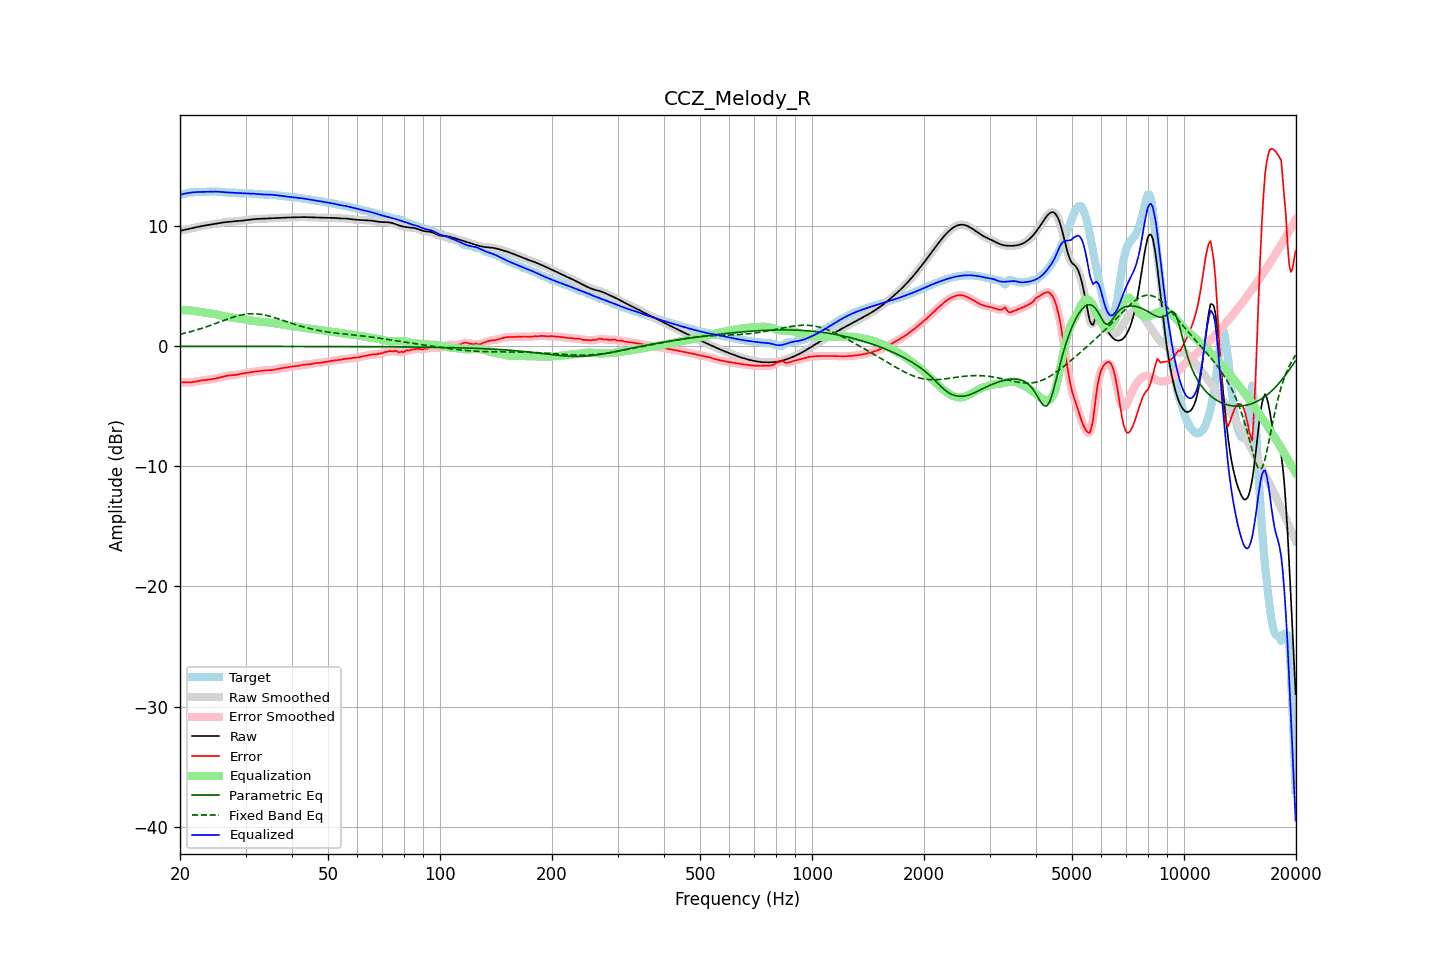 CCZ_Melody_R
Amplitude (dBr)
10
0
−10
−20
−30
−40
Target
Raw Smoothed
Error Smoothed
Raw
Error
Equalization
Parametric Eq
Fixed Band Eq
Equalized
20
50
100
200
500
1000
2000
5000
10000
20000
Frequency (Hz)